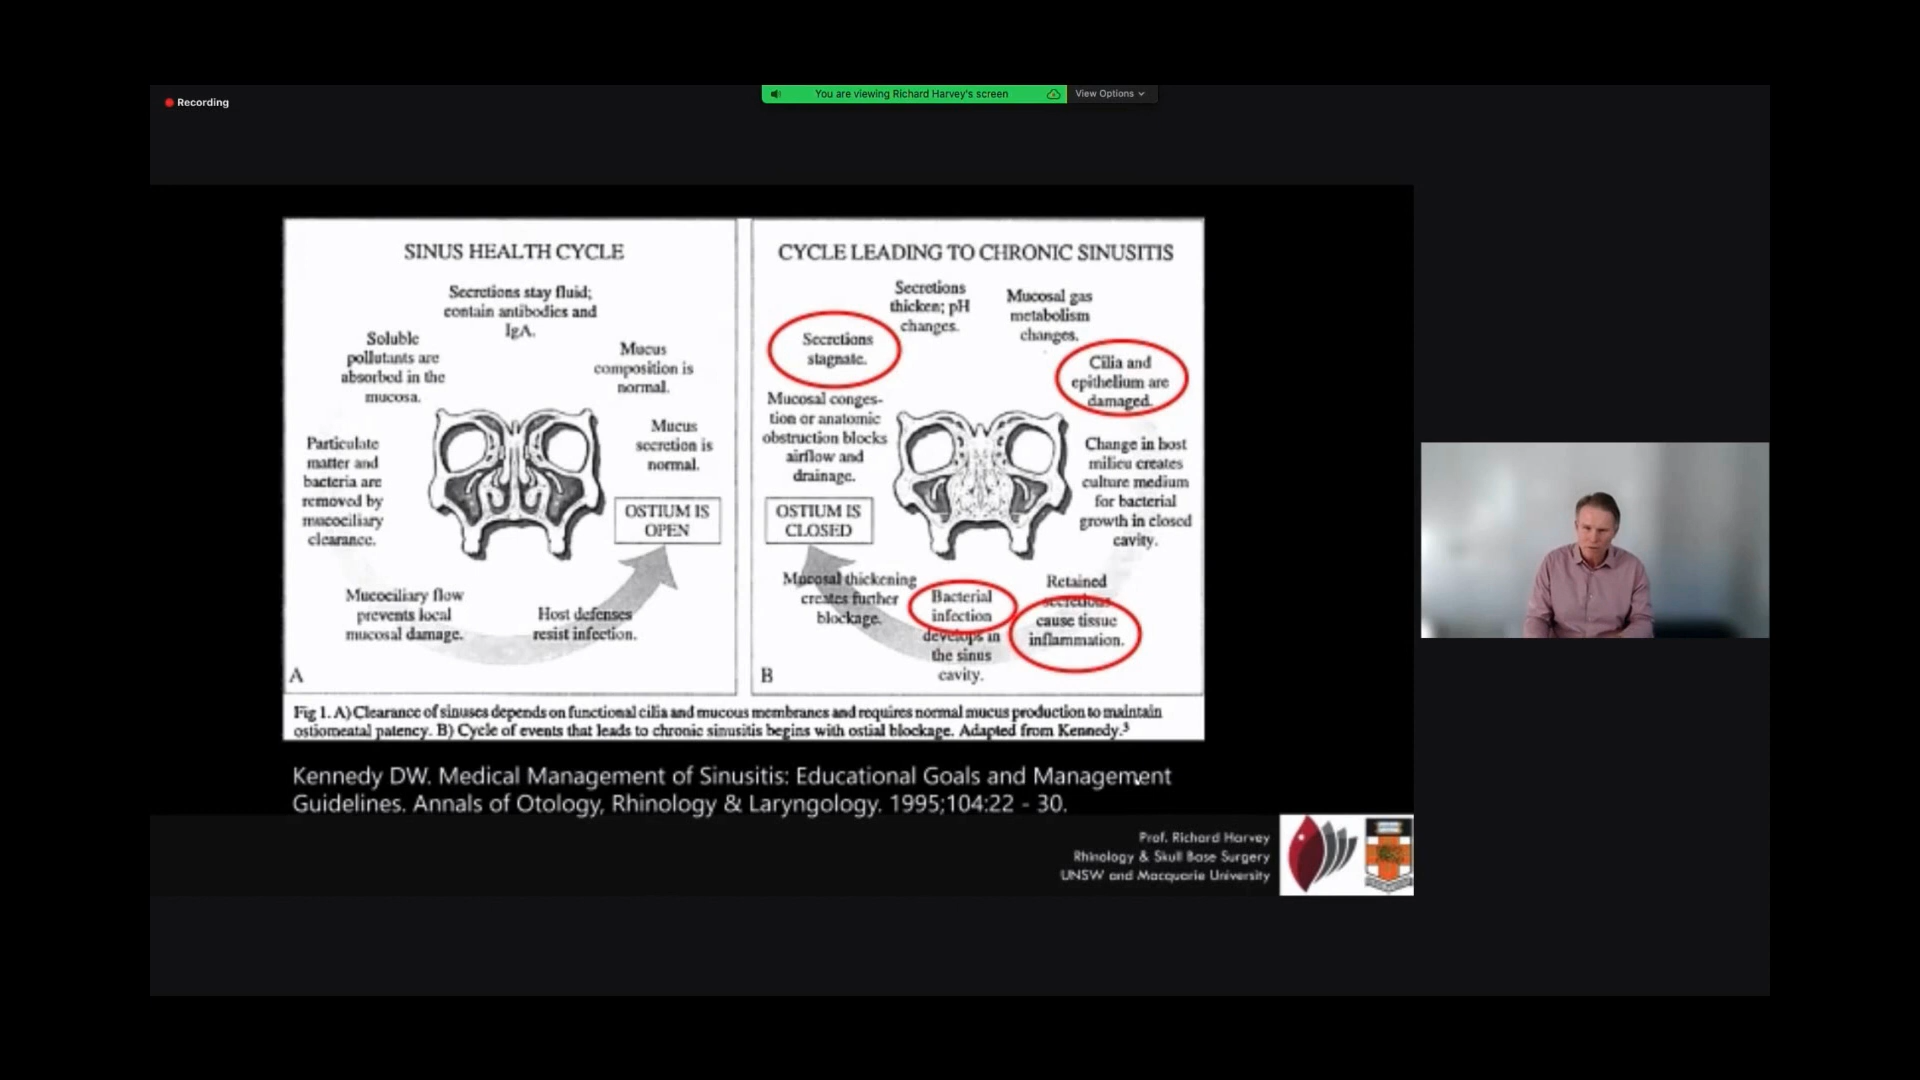 Recording
You are viewing Richard Harvey's screen
View Options
SINUS HEALTH CYCLE
Secretions stay fluid;
contain antibodies and
IgA.
Soluble
pollutants are
absorbed in the
mucosa.
Mucus
composition is
normal.
Particulate
matter and
bacteria are
removed by
mucociliary
clearance.
Mucus
secretion is
normal.
OSTIUM IS
OPEN
Mucociliary flow
prevents local
mucosal damage.
Host defenses
resist infection.
A
CYCLE LEADING TO CHRONIC SINUSITIS
Secretions
thicken; pH
changes.
Mucosal gas
metabolism
changes.
Secretions
stagnate.
Cilia and
epithelium are
damaged.
Mucosal conges-
tion or anatomic
obstruction blocks
airflow and
drainage.
Change in host
milieu creates
culture medium
for bacterial
growth in closed
cavity.
OSTIUM IS
CLOSED
Mucosal thickening
creates further
blockage.
Bacterial
infection
develops in
the sinus
cavity.
Retained
secretions
cause tissue
inflammation.
B
Fig 1. A) Clearance of sinuses depends on functional cilia and mucous membranes and requires normal mucus production to maintain
ostiomeatal patency. B) Cycle of events that leads to chronic sinusitis begins with ostial blockage. Adapted from Kennedy.3
Kennedy DW. Medical Management of Sinusitis: Educational Goals and Management
Guidelines. Annals of Otology, Rhinology & Laryngology. 1995;104:22 - 30.
Prof. Richard Harvey
Rhinology & Skull Base Surgery
UNSW and Macquarie University